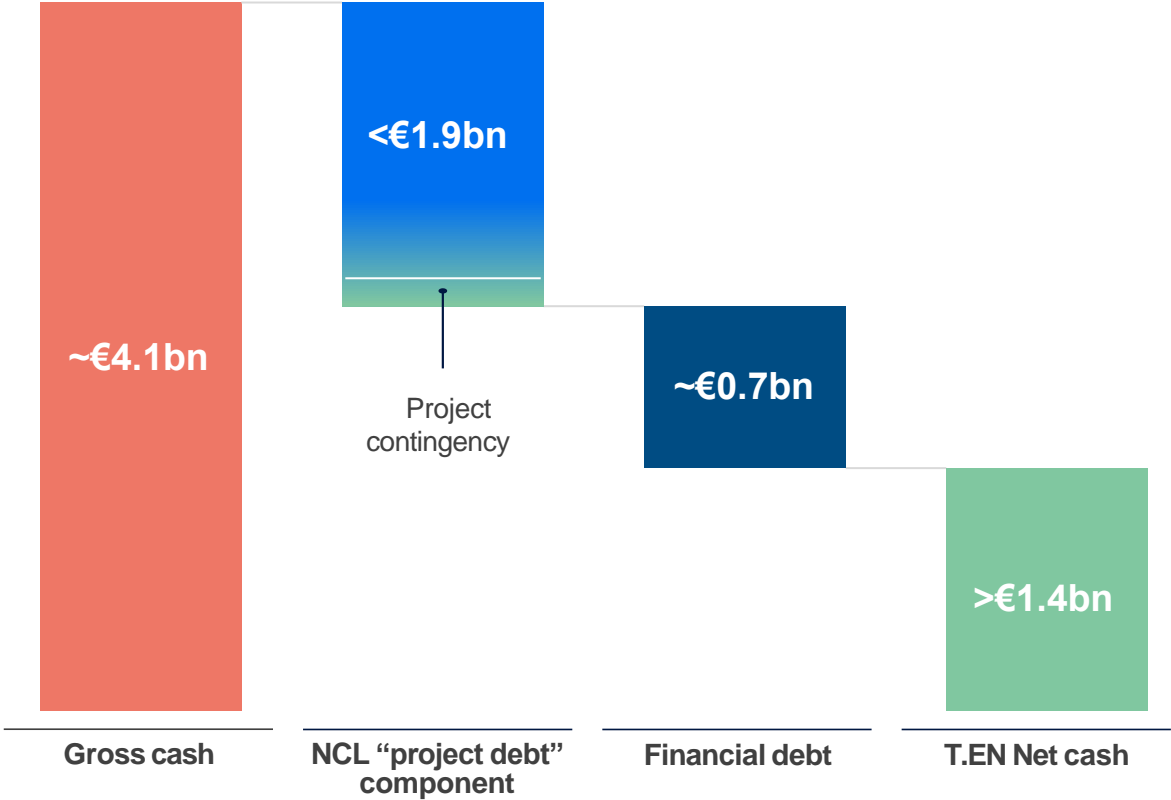 <€1.9bn
~€4.1bn
~€0.7bn
Project
contingency
>€1.4bn
Gross cash
NCL “project debt”
component
Financial debt
T.EN Net cash